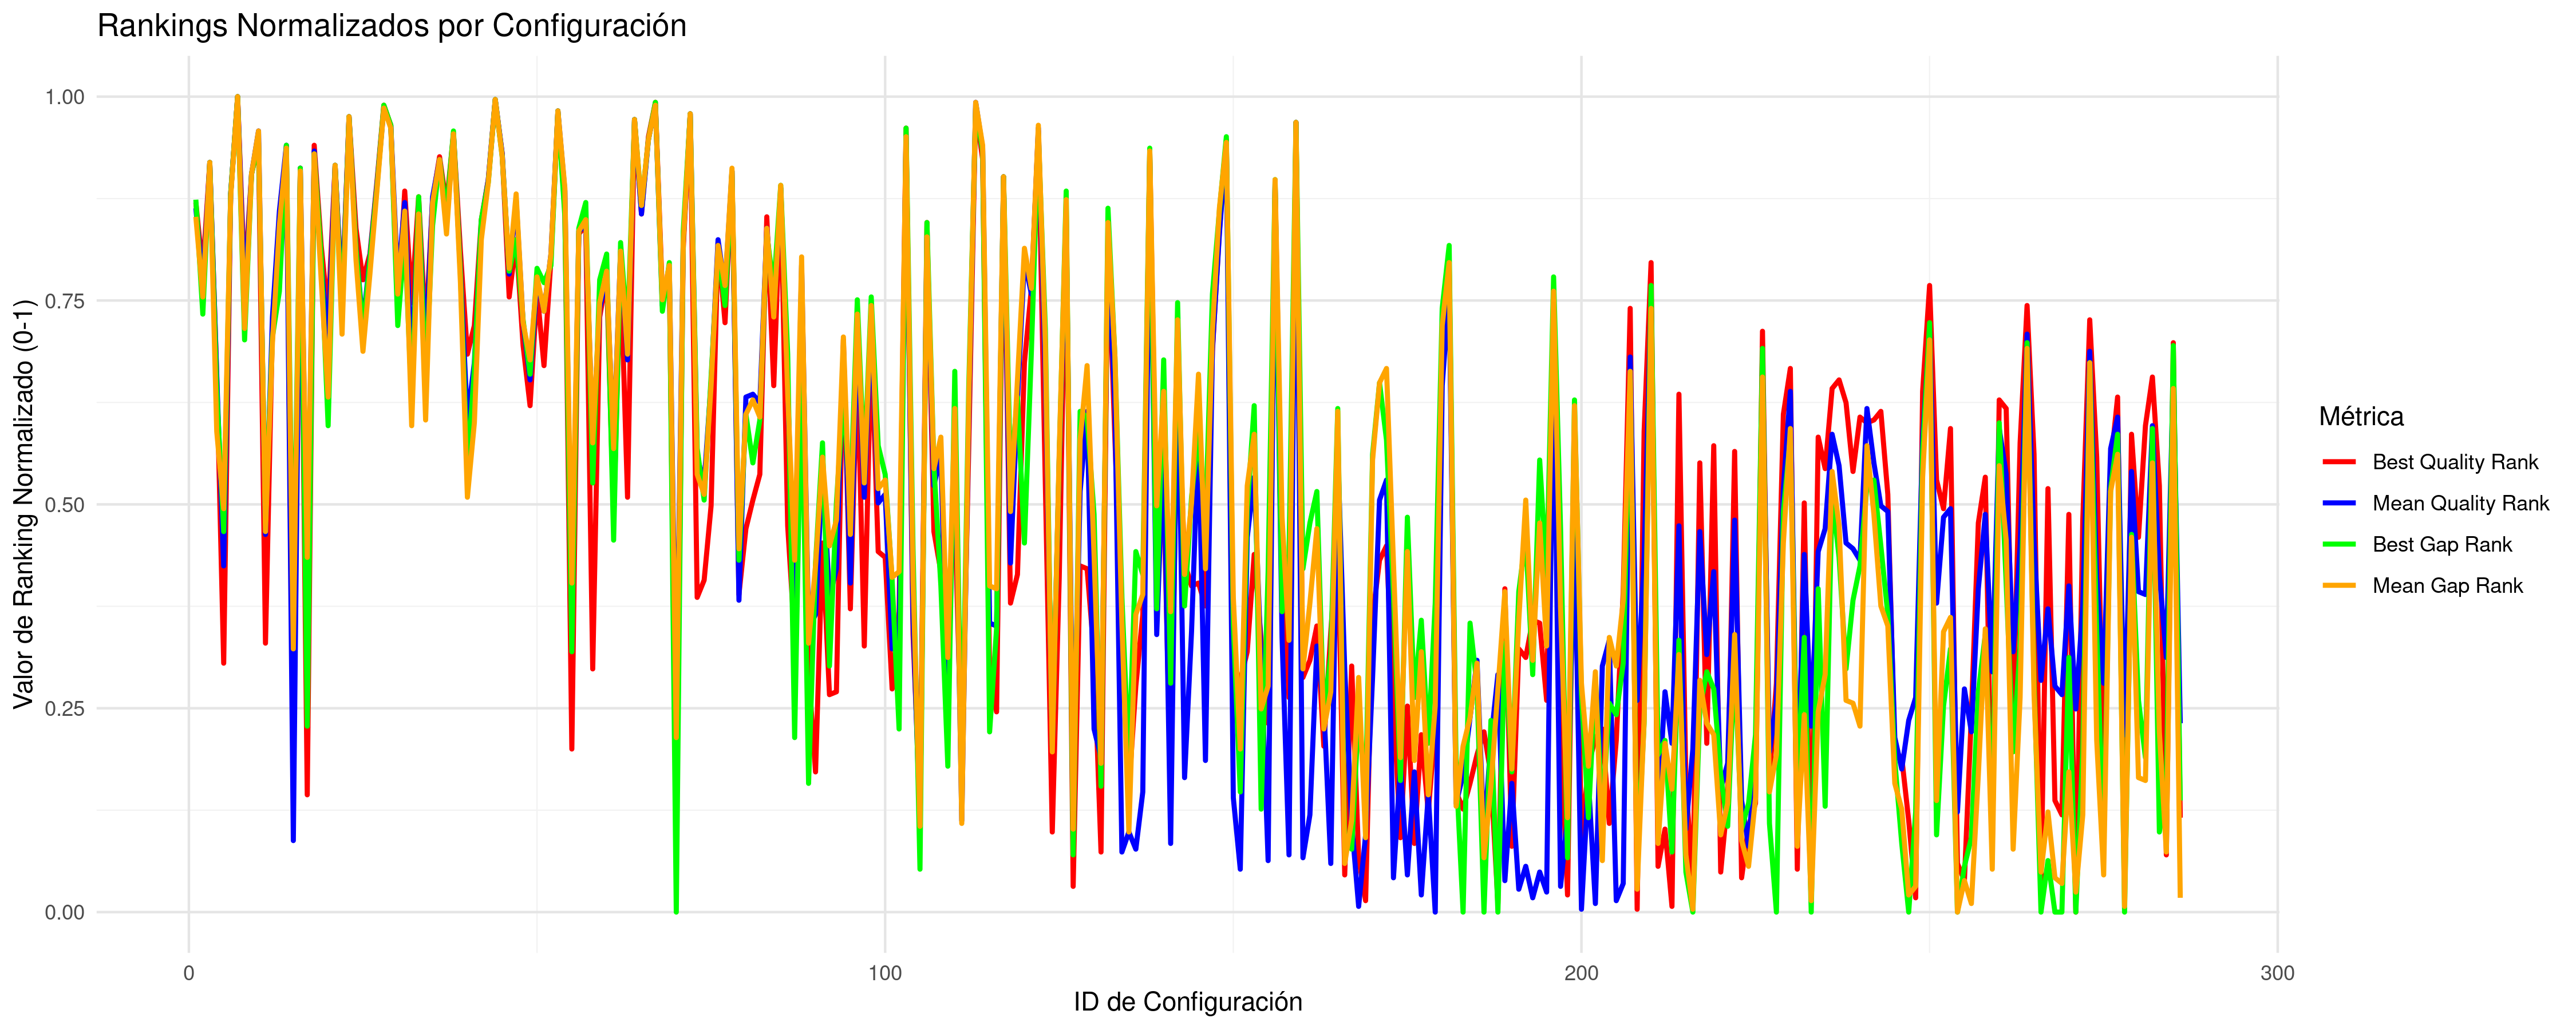 Rankings Normalizados por Configuración
Valor de Ranking Normalizado (0-1)
1.00
0.75
0.50
0.25
0.00
0
100
200
300
ID de Configuración
Métrica
Best Quality Rank
Mean Quality Rank
Best Gap Rank
Mean Gap Rank